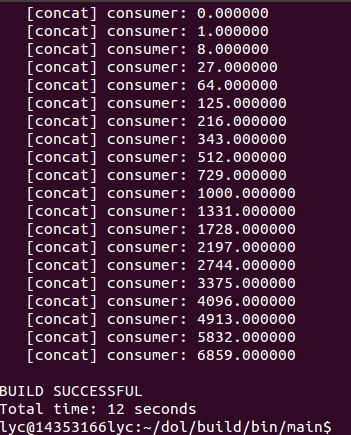 [concat] consumer: 0.000000
[concat] consumer: 1.000000
[concat] consumer: 8.000000
[concat] consumer: 27.000000
[concat] consumer: 64.000000
[concat] consumer: 125.000000
[concat] consumer: 216.000000
[concat] consumer: 343.000000
[concat] consumer: 512.000000
[concat] consumer: 729.000000
[concat] consumer: 1000.000000
[concat] consumer: 1331.000000
[concat] consumer: 1728.000000
[concat] consumer: 2197.000000
[concat] consumer: 2744.000000
[concat] consumer: 3375.000000
[concat] consumer: 4096.000000
[concat] consumer: 4913.000000
[concat] consumer: 5832.000000
[concat] consumer: 6859.000000
BUILD SUCCESSFUL
Total time: 12 seconds
lyc@14353166lyc:~/dol/build/bin/main$